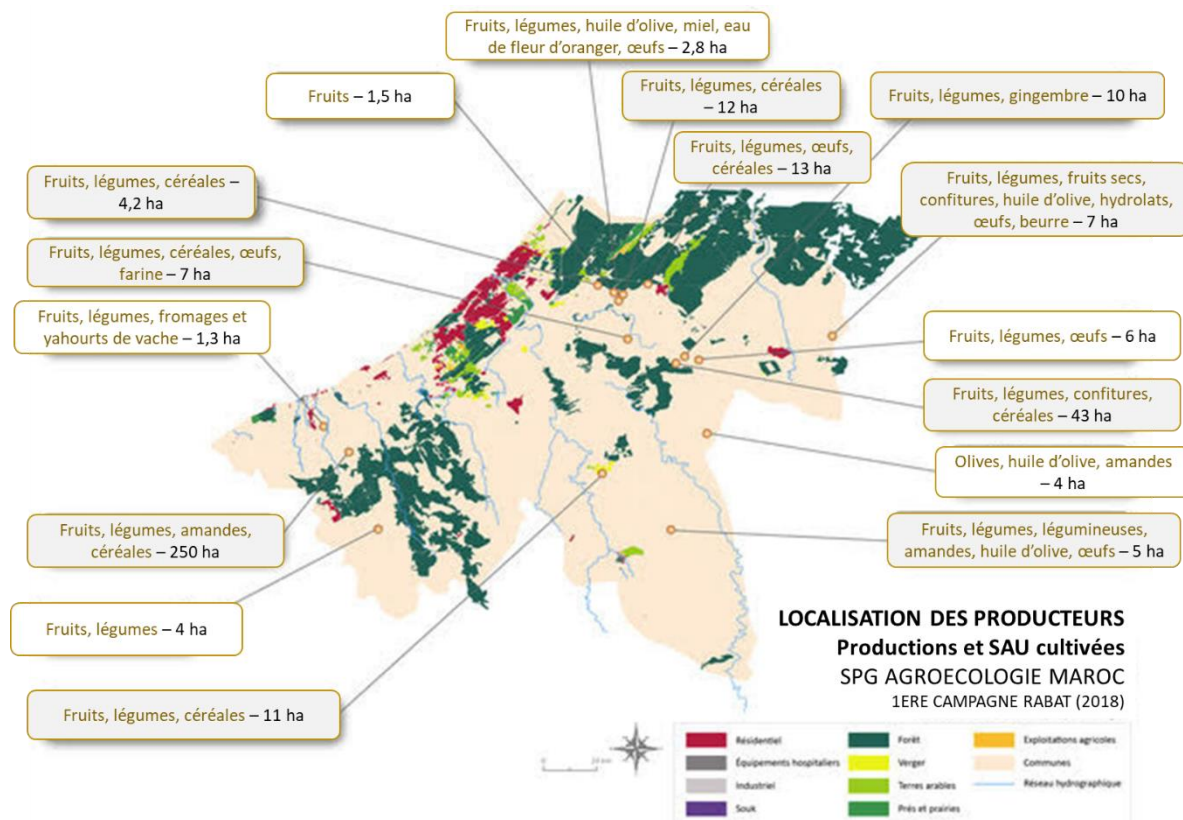 Fruits, légumes, huile d'olive, miel, eau
de fleur d'oranger, œufs – 2,8 ha
Fruits – 1,5 ha
Fruits, légumes, céréales
– 12 ha
Fruits, légumes, gingembre – 10 ha
Fruits, légumes, œufs,
céréales – 13 ha
Fruits, légumes, céréales –
4,2 ha
Fruits, légumes, fruits secs,
confitures, huile d'olive, hydrolats,
œufs, beurre – 7 ha
Fruits, légumes, céréales, œufs,
farine – 7 ha
Fruits, légumes, fromages et
yahourts de vache – 1,3 ha
Fruits, légumes, œufs – 6 ha
Fruits, légumes, confitures,
céréales – 43 ha
Olives, huile d'olive, amandes
– 4 ha
Fruits, légumes, amandes,
céréales – 250 ha
Fruits, légumes, légumineuses,
amandes, huile d'olive, œufs – 5 ha
Fruits, légumes – 4 ha
Fruits, légumes, céréales – 11 ha
LOCALISATION DES PRODUCTEURS
Productions et SAU cultivées
SPG AGROECOLOGIE MAROC
1ERE CAMPAGNE RABAT (2018)
Résidentiel
Équipements hospitaliers
Industriel
Souk
Forêt
Verger
Terres arables
Prés et prairies
Exploitations agricoles
Communes
Réseau hydrographique